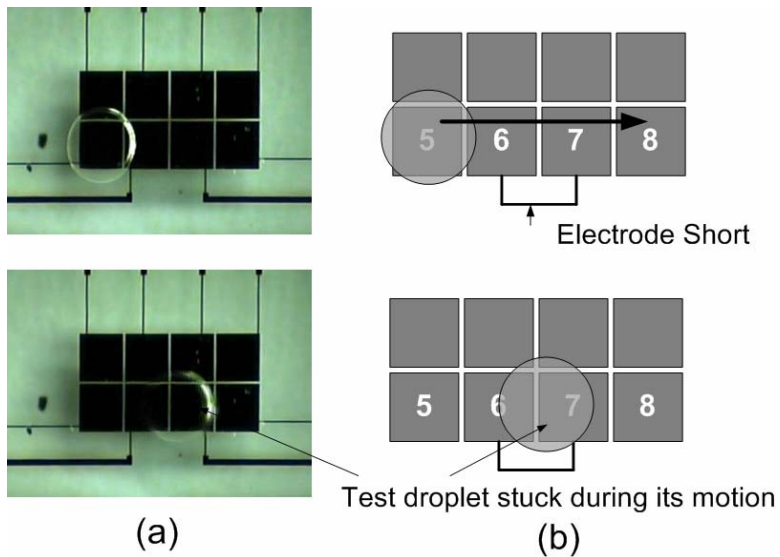 5 6 7 8
Electrode Short
5 6 7 8
Test droplet stuck during its motion
(a) (b)